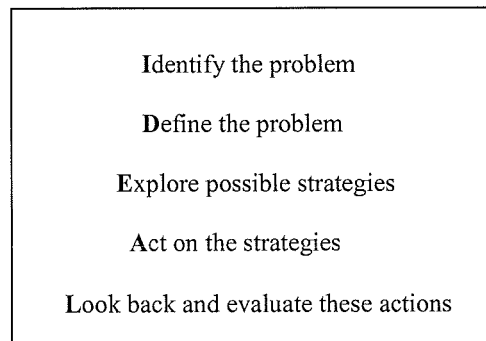 Identify the problem
Define the problem
Explore possible strategies
Act on the strategies
Look back and evaluate these actions